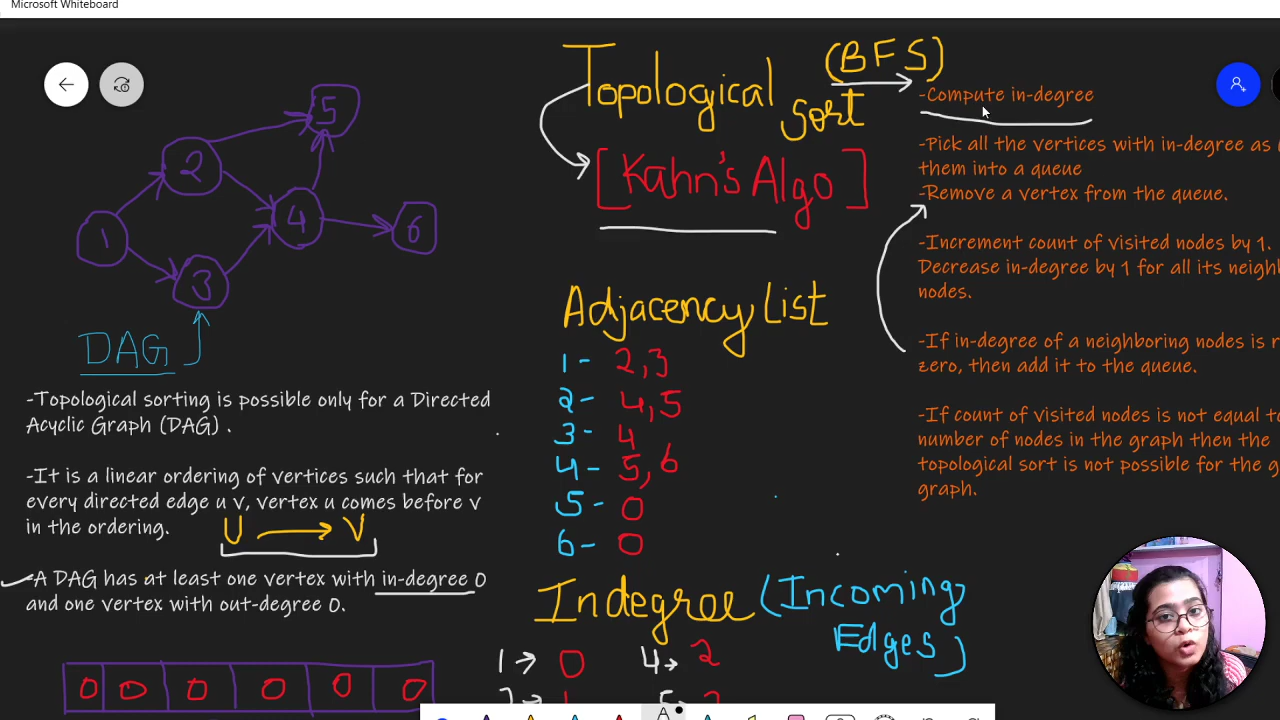 Microsoft Whiteboard
5
2
1
4
6
3
DAG
-Topological sorting is possible only for a Directed
Acyclic Graph (DAG) .
-It is a linear ordering of vertices such that for
every directed edge u v, vertex u comes before v
in the ordering.
U V
-A DAG has at least one vertex with in-degree 0
and one vertex with out-degree 0.
0 0 0 0 0 0
Topological Sort (BFS)
[Kahn's Algo]
Adjacency List
1- 2,3
2- 4,5
3- 4
4- 5,6
5- 0
6- 0
Indegree (Incoming
Edges)
1 → 0 4 → 2
-Compute in-degree
-Pick all the vertices with in-degree as
them into a queue
-Remove a vertex from the queue.
-Increment count of visited nodes by 1.
Decrease in-degree by 1 for all its
nodes.
-If in-degree of a neighboring nodes is
zero, then add it to the queue.
-If count of visited nodes is not equal to
number of nodes in the graph then the
topological sort is not possible for the
graph.